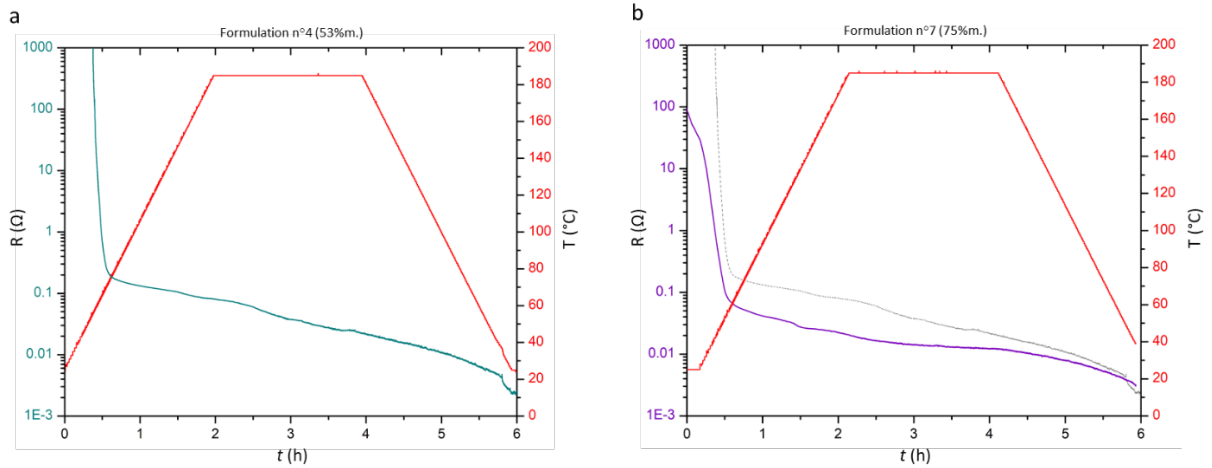 a
Formulation n°4 (53%m.)
1000
100
10
1
0.1
0.01
1E-3
R (Ω)
200
180
160
140
120
100
80
60
40
20
0
T (°C)
0 1 2 3 4 5 6
t (h)
b
Formulation n°7 (75%m.)
1000
100
10
1
0.1
0.01
1E-3
R (Ω)
200
180
160
140
120
100
80
60
40
20
0
T (°C)
0 1 2 3 4 5 6
t (h)